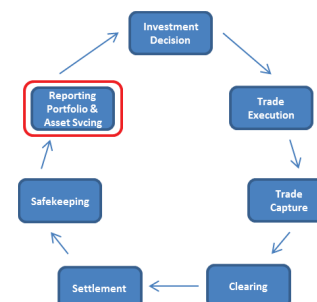 Investment
Decision
Reporting
Portfolio &
Asset Svcing
Trade
Execution
Safekeeping
Trade
Capture
Settlement
Clearing